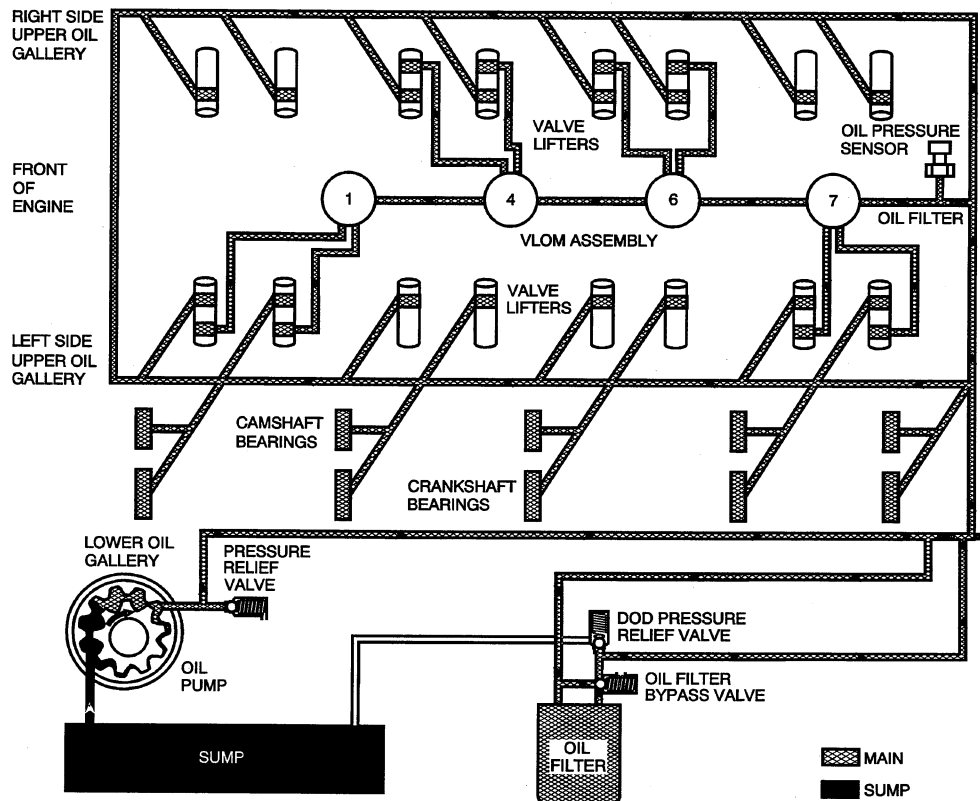 RIGHT SIDE
UPPER OIL
GALLERY
VALVE
LIFTERS
OIL PRESSURE
SENSOR
FRONT
OF
ENGINE
1
4
6
7
OIL FILTER
VLOM ASSEMBLY
VALVE
LIFTERS
LEFT SIDE
UPPER OIL
GALLERY
CAMSHAFT
BEARINGS
CRANKSHAFT
BEARINGS
LOWER OIL
GALLERY
PRESSURE
RELIEF
VALVE
DOD PRESSURE
RELIEF VALVE
OIL
PUMP
OIL FILTER
BYPASS VALVE
SUMP
OIL
FILTER
MAIN
SUMP